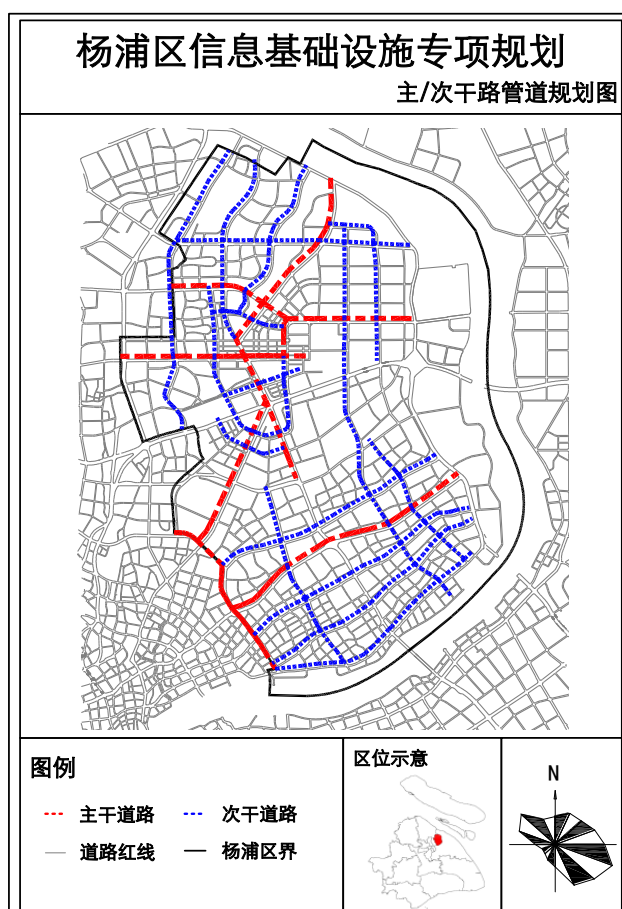 杨浦区信息基础设施专项规划
主/次干路管道规划图
图例
主干道路
次干道路
道路红线
杨浦区界
区位示意
N